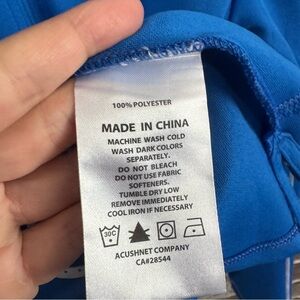 100% POLYESTER
MADE IN CHINA
MACHINE WASH COLD
WASH DARK COLORS
SEPARATELY.
DO NOT BLEACH
DO NOT USE FABRIC
SOFTENERS.
TUMBLE DRY LOW
REMOVE IMMEDIATELY
COOL IRON IF NECESSARY
30C
ACUSHNET COMPANY
CA#28544